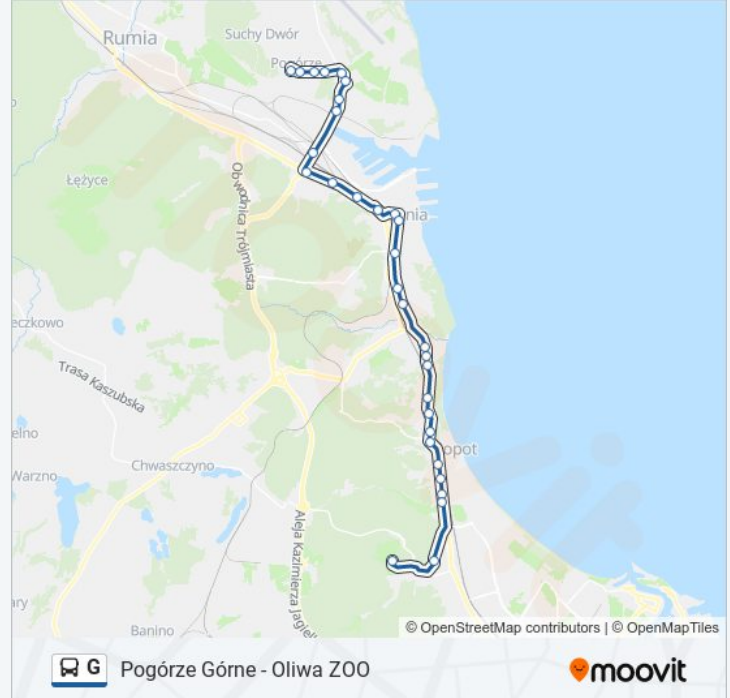 Rumia
Suchy Dwór
Pogórze
Łężyce
Obwodnica Trójmiasta
nia
eczkowo
Trasa Kaszubska
elno
opot
Chwaszczyno
Warzno
Aleja Kazimierza Jagiell
ary
Banino
© OpenStreetMap contributors | © OpenMapTiles
G Pogórze Górne - Oliwa ZOO
moovit